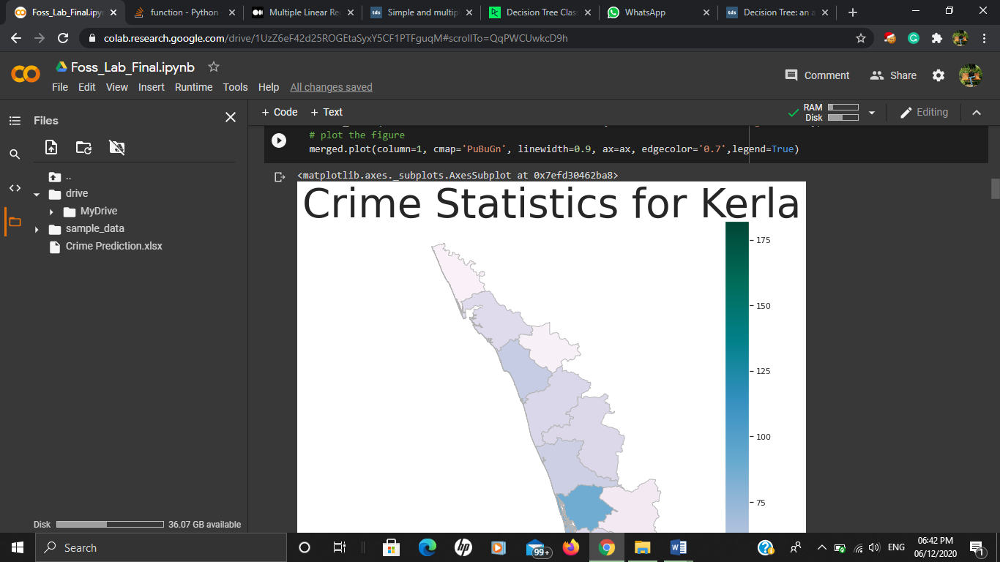 Foss_Lab_Final.ipyn
function - Python
Multiple Linear Re
Simple and multip
Decision Tree Clas
WhatsApp
Decision Tree: an a
colab.research.google.com/drive/1UzZ6eF42d25ROGEtaSyxY5CF1PTFguqM#scrollTo=QqPWCUwkcD9h
Foss_Lab_Final.ipynb
Comment
Share
File Edit View Insert Runtime Tools Help All changes saved
Files
+ Code + Text
RAM
Disk
Editing
..
drive
MyDrive
sample_data
Crime Prediction.xlsx
# plot the figure
merged.plot(column=1, cmap='PuBuGn', linewidth=0.9, ax=ax, edgecolor='0.7',legend=True)
<matplotlib.axes._subplots.AxesSubplot at 0x7efd30462ba8>
Crime Statistics for Kerla
175
150
125
100
75
Disk 36.07 GB available
Search
99+
ENG
06:42 PM
06/12/2020
1